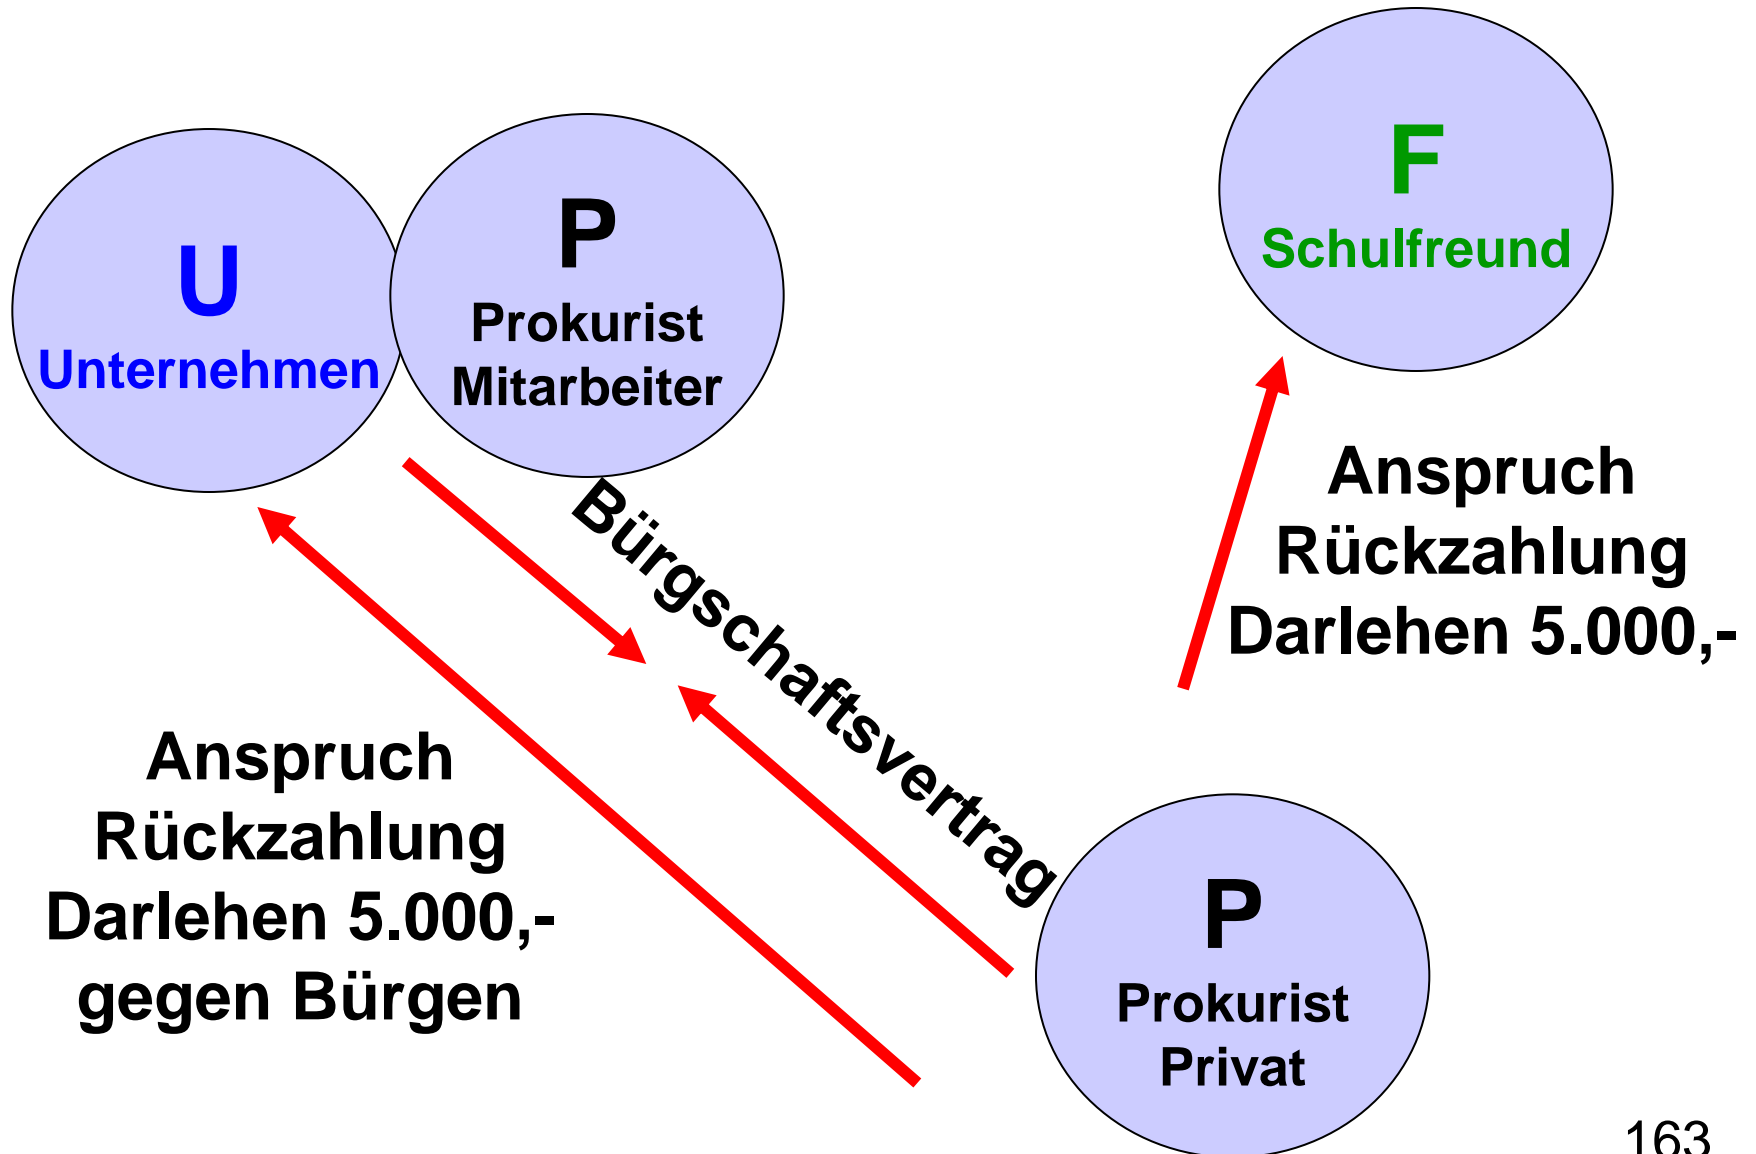 U
Unternehmen
P
Prokurist
Mitarbeiter
F
Schulfreund
Bürgschaftsvertrag
Anspruch
Rückzahlung
Darlehen 5.000,-
Anspruch
Rückzahlung
Darlehen 5.000,-
gegen Bürgen
P
Prokurist
Privat
163